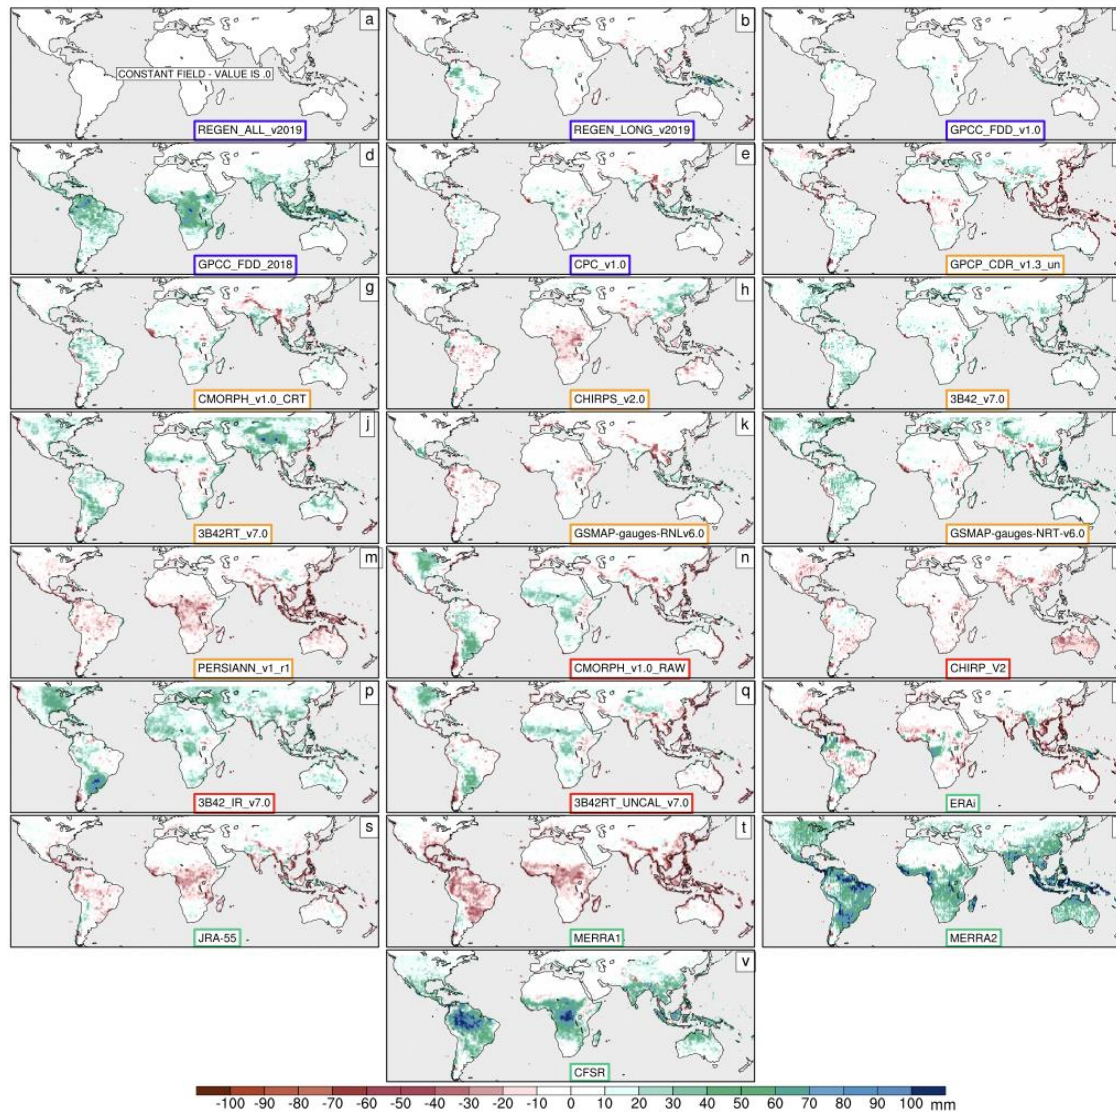 a
CONSTANT FIELD - VALUE IS .0
REGEN_ALL_v2019
b
REGEN_LONG_v2019
c
GPCC_FDD_v1.0
d
GPCC_FDD_2018
e
CPC_v1.0
f
GPCP_CDR_v1.3_un
g
CMORPH_v1.0_CRT
h
CHIRPS_v2.0
3B42_v7.0
j
3B42RT_v7.0
k
GSMAP-gauges-RNLv6.0
GSMAP-gauges-NRT-v6.0
m
PERSIANN_v1_r1
n
CMORPH_v1.0_RAW
CHIRP_V2
p
3B42_IR_v7.0
q
3B42RT_UNCAL_v7.0
ERAi
s
JRA-55
t
MERRA1
MERRA2
v
CFSR
-100 -90 -80 -70 -60 -50 -40 -30 -20 -10 0 10 20 30 40 50 60 70 80 90 100 mm